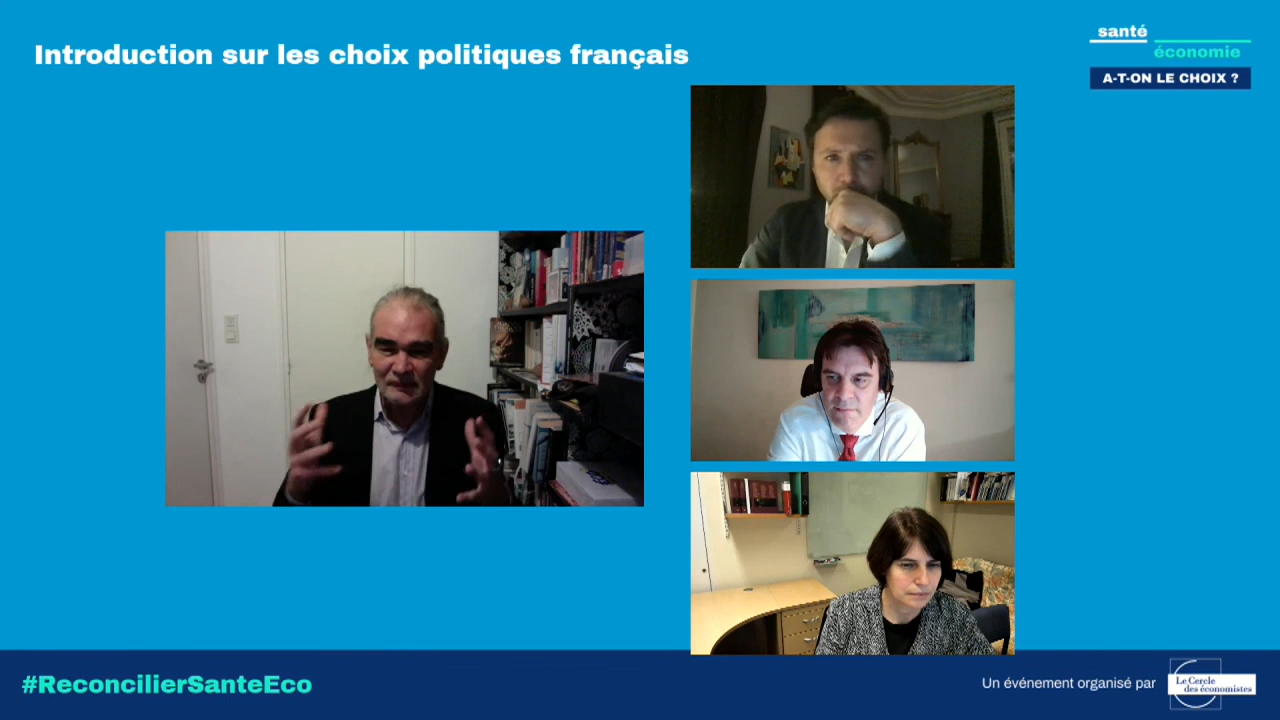 Introduction sur les choix politiques français
santé
économie
A-T-ON LE CHOIX ?
#ReconcilierSanteEco
Un événement organisé par
Le Cercle
des économistes